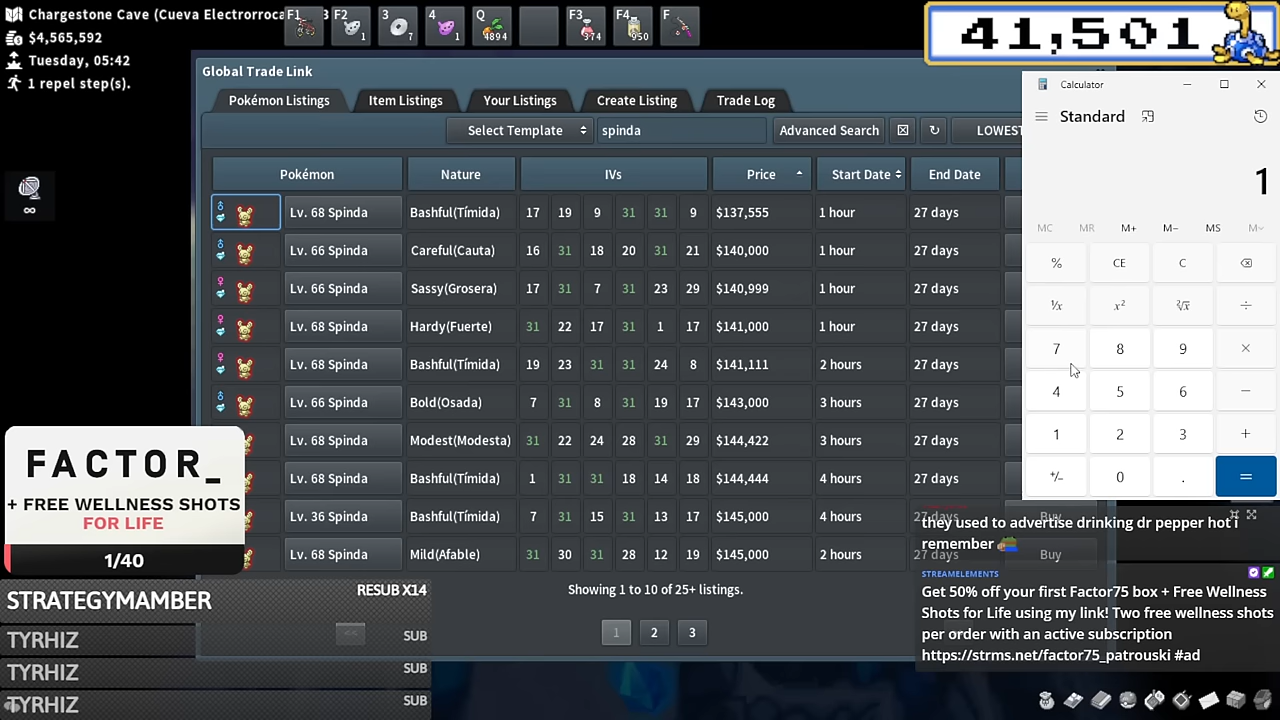 Chargestone Cave (Cueva Electrorroca
$4,565,592
Tuesday, 05:42
1 repel step(s).
∞
F1 F2 3 4 Q F3 F4 F
1 7 1 4894 974 950
41,501
Global Trade Link
Pokémon Listings Item Listings Your Listings Create Listing Trade Log
Select Template spinda Advanced Search LOWEST
Pokémon Nature IVs Price Start Date End Date
Lv. 68 Spinda Bashful(Tímida) 17 19 9 31 31 9 $137,555 1 hour 27 days
Lv. 66 Spinda Careful(Cauta) 16 31 18 20 31 21 $140,000 1 hour 27 days
Lv. 66 Spinda Sassy(Grosera) 17 31 7 31 23 29 $140,999 1 hour 27 days
Lv. 68 Spinda Hardy(Fuerte) 31 22 17 31 1 17 $141,000 1 hour 27 days
Lv. 68 Spinda Bashful(Tímida) 19 23 31 31 24 8 $141,111 2 hours 27 days
Lv. 66 Spinda Bold(Osada) 7 31 8 31 19 17 $143,000 3 hours 27 days
Lv. 68 Spinda Modest(Modesta) 31 22 24 28 31 29 $144,422 3 hours 27 days
Lv. 68 Spinda Bashful(Tímida) 1 31 31 18 14 18 $144,444 4 hours 27 days
Lv. 36 Spinda Bashful(Tímida) 7 31 15 31 13 17 $145,000 4 hours 27 days Buy
Lv. 68 Spinda Mild(Afable) 31 30 31 28 12 19 $145,000 2 hours 27 days Buy
Showing 1 to 10 of 25+ listings.
<< 1 2 3
Calculator
Standard
1
MC MR M+ M− MS M˅
% CE C
¹/x x² ²√x ÷
7 8 9 ×
4 5 6 −
1 2 3 +
+/− 0 . =
FACTOR_
+ FREE WELLNESS SHOTS
FOR LIFE
1/40
STRATEGYMAMBER RESUB X14
TYRHIZ SUB
TYRHIZ SUB
TYRHIZ SUB
they used to advertise drinking dr pepper hot i
remember
STREAMELEMENTS
Get 50% off your first Factor75 box + Free Wellness
Shots for Life using my link! Two free wellness shots
per order with an active subscription
https://strms.net/factor75_patrouski #ad